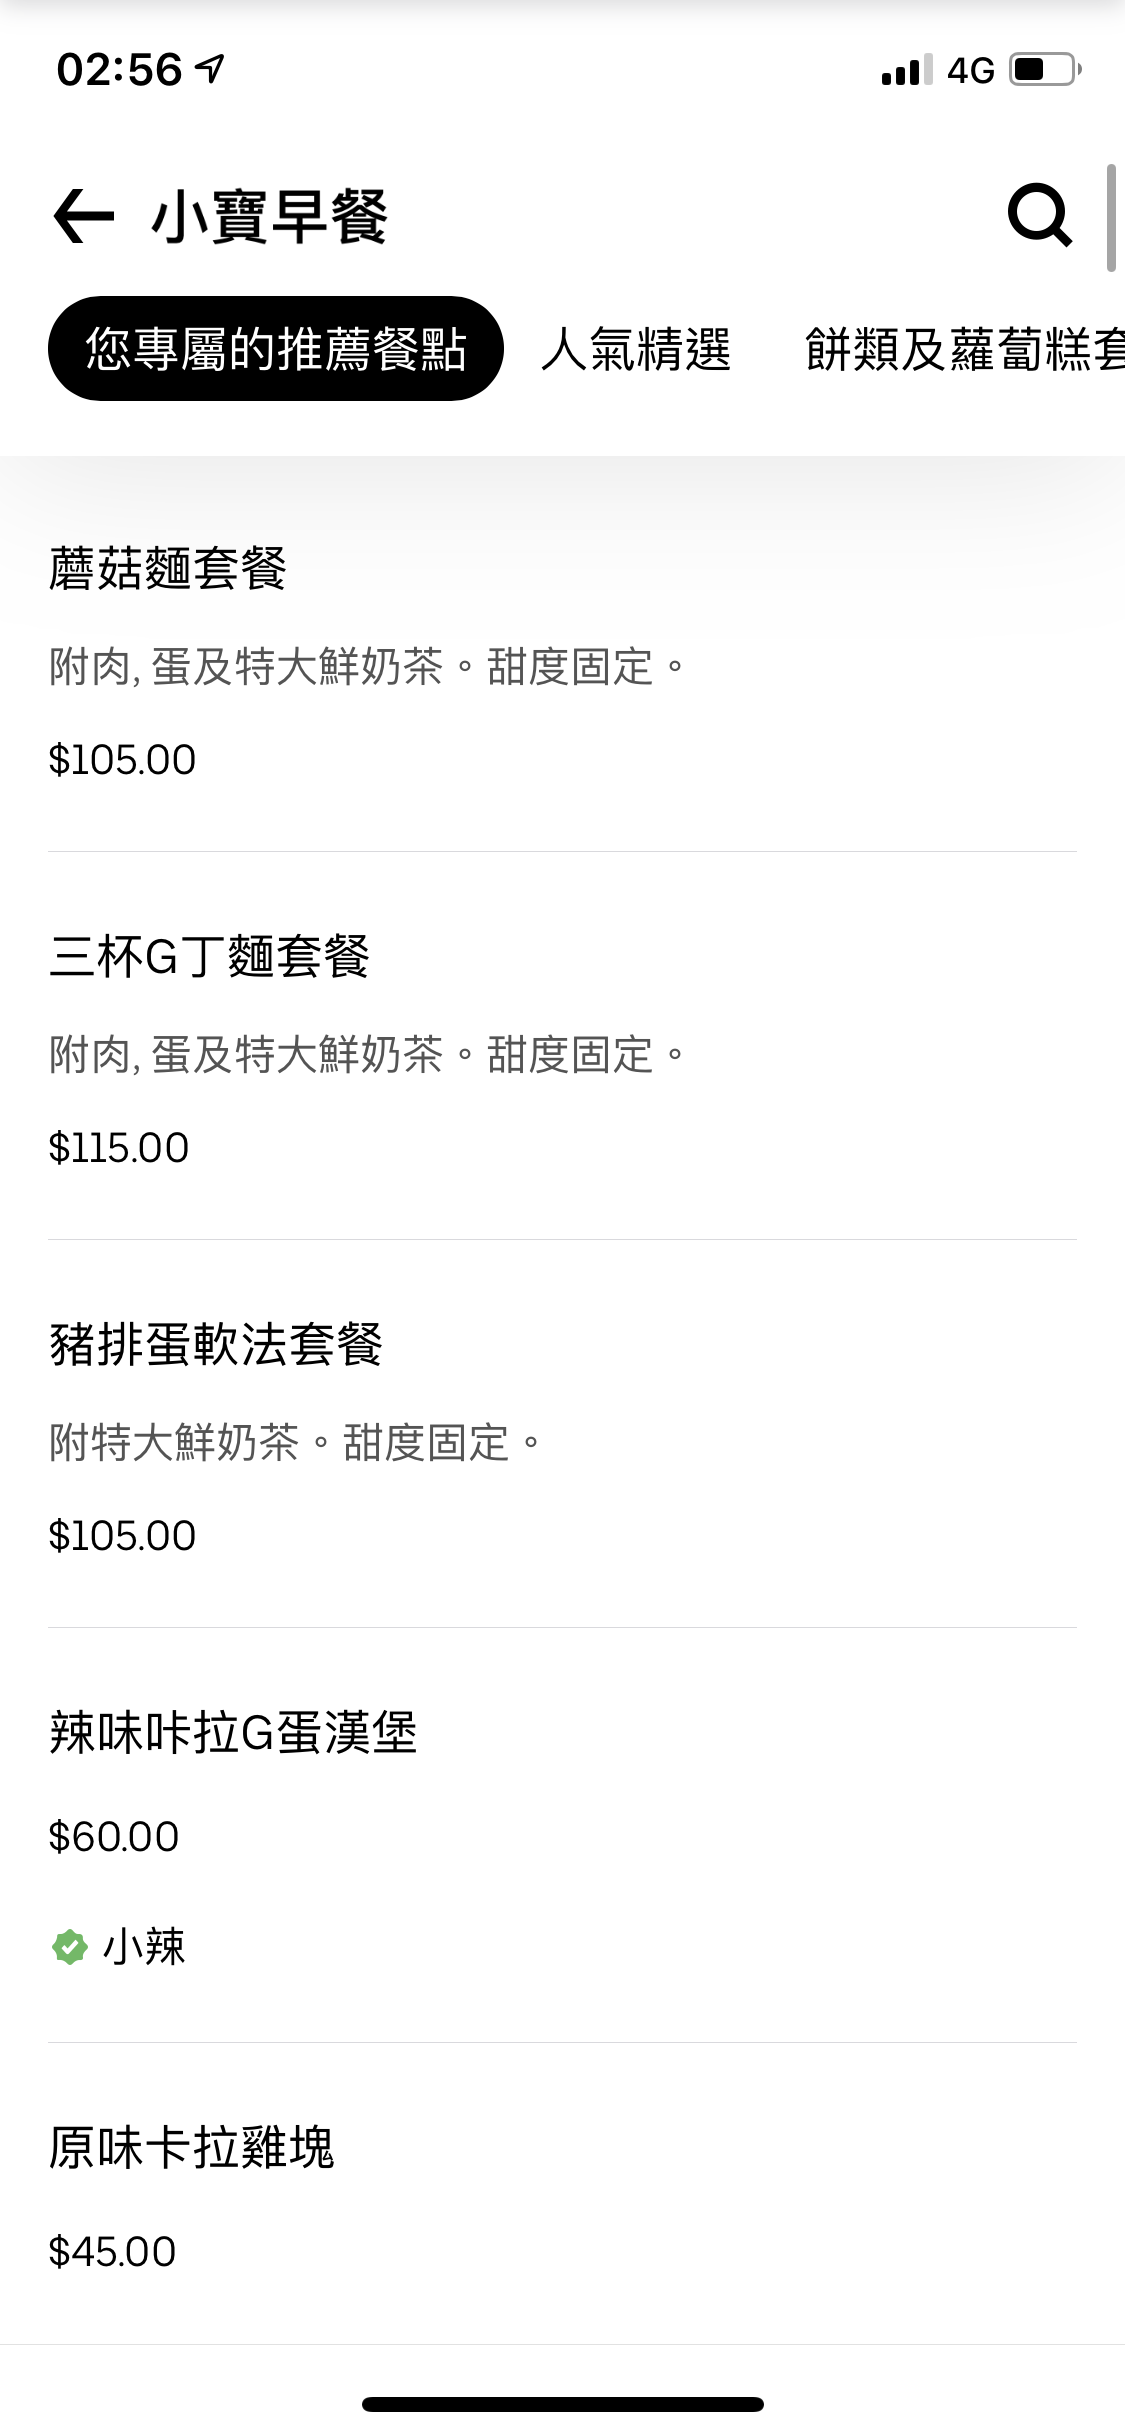 02:56 4G
小寶早餐
您專屬的推薦餐點 人氣精選 餅類及蘿蔔糕套
蘑菇麵套餐
附肉, 蛋及特大鮮奶茶。甜度固定。
$105.00
三杯G丁麵套餐
附肉, 蛋及特大鮮奶茶。甜度固定。
$115.00
豬排蛋軟法套餐
附特大鮮奶茶。甜度固定。
$105.00
辣味咔拉G蛋漢堡
$60.00
小辣
原味卡拉雞塊
$45.00